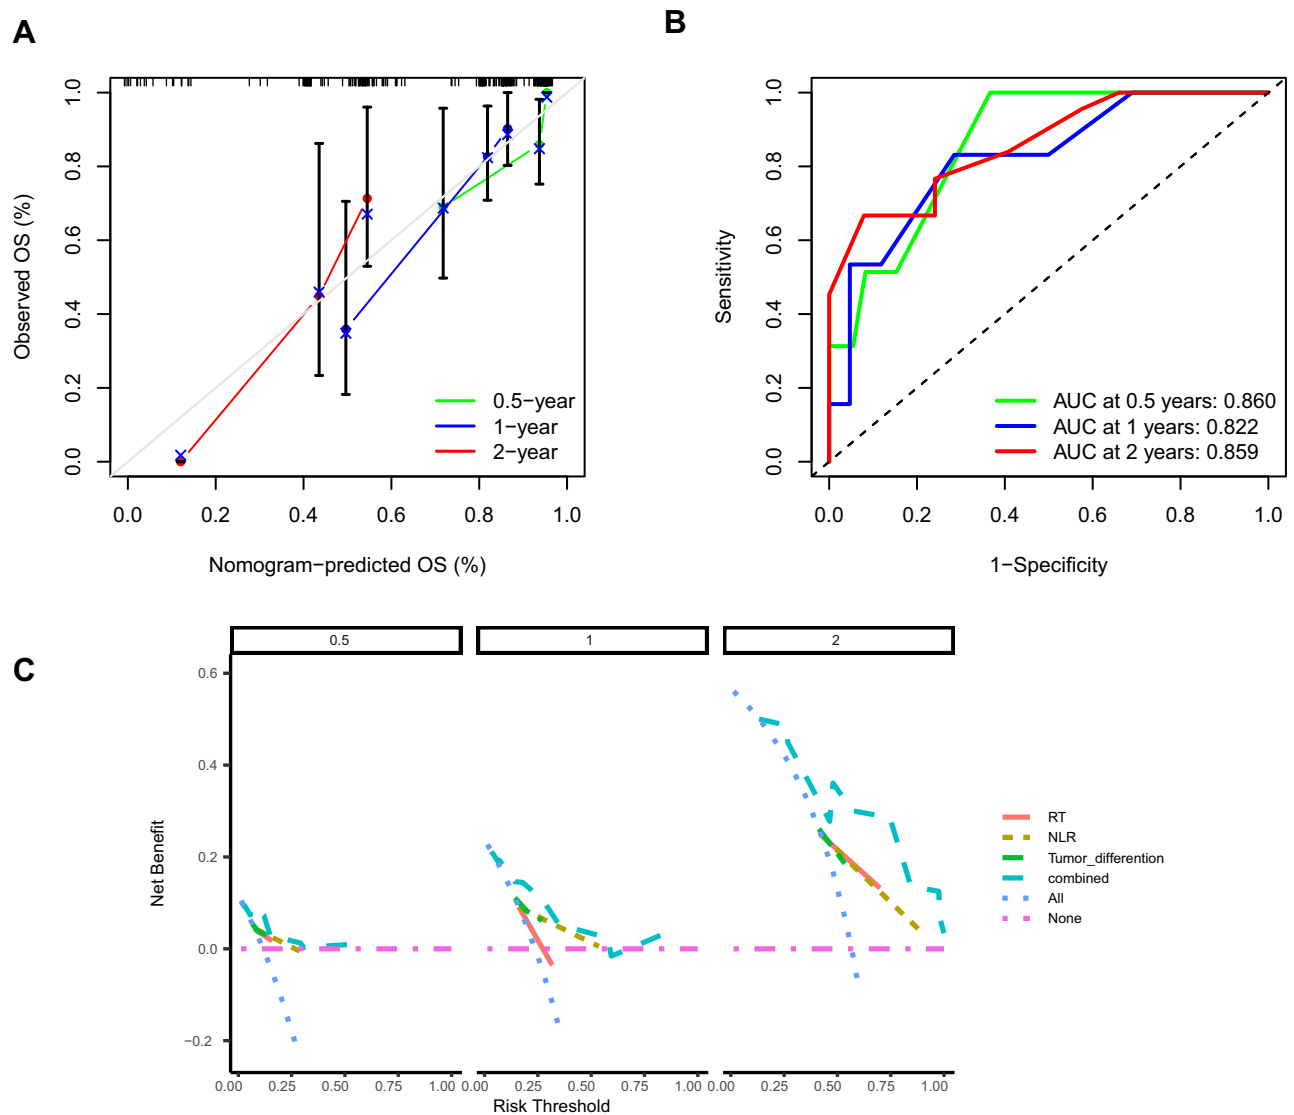 A
B
1.0
0.8
0.6
0.4
0.2
0.0
Observed OS (%)
0.5−year
1−year
2−year
0.0 0.2 0.4 0.6 0.8 1.0
Nomogram−predicted OS (%)
1.0
0.8
0.6
0.4
0.2
0.0
Sensitivity
AUC at 0.5 years: 0.860
AUC at 1 years: 0.822
AUC at 2 years: 0.859
0.0 0.2 0.4 0.6 0.8 1.0
1−Specificity
C
0.5 1 2
0.6
0.4
0.2
0.0
−0.2
Net Benefit
RT
NLR
Tumor_differention
combined
All
None
0.00 0.25 0.50 0.75 1.00 0.00 0.25 0.50 0.75 1.00 0.00 0.25 0.50 0.75 1.00
Risk Threshold